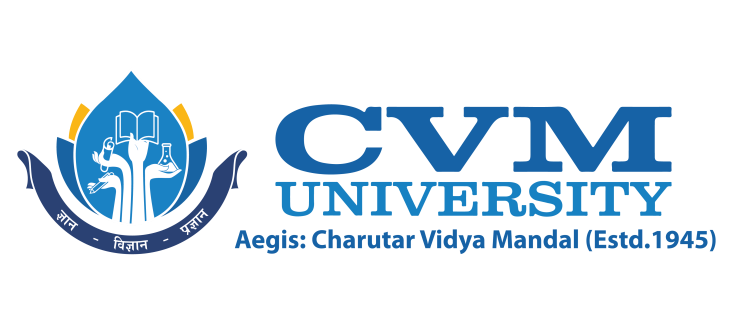 ज्ञान - विज्ञान - प्रज्ञान
CVM
UNIVERSITY
Aegis: Charutar Vidya Mandal (Estd.1945)